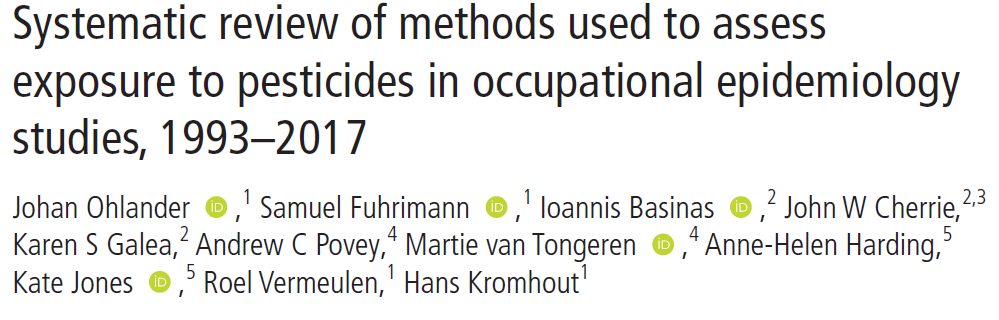 Systematic review of methods used to assess
exposure to pesticides in occupational epidemiology
studies, 1993–2017
Johan Ohlander iD ,1 Samuel Fuhrimann iD ,1 Ioannis Basinas iD ,2 John W Cherrie,2,3
Karen S Galea,2 Andrew C Povey,4 Martie van Tongeren iD ,4 Anne-Helen Harding,5
Kate Jones iD ,5 Roel Vermeulen,1 Hans Kromhout1